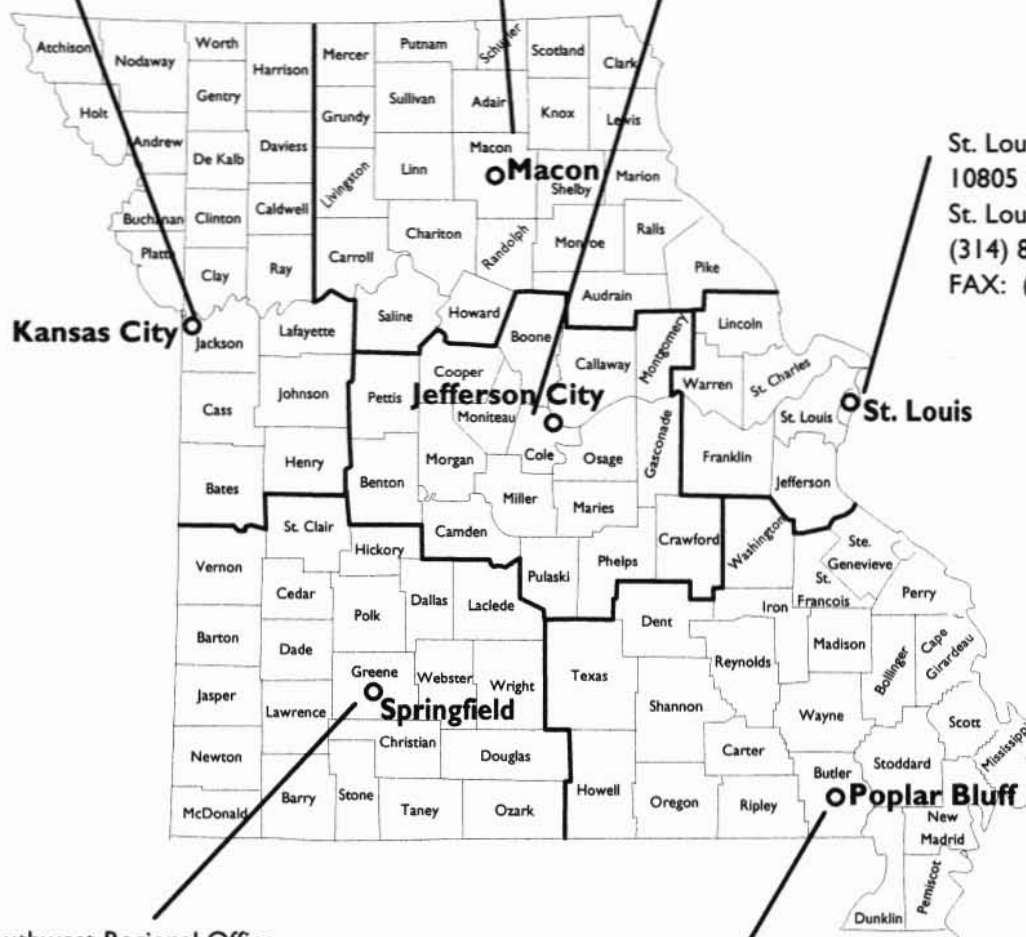 Atchison
Nodaway
Worth
Harrison
Mercer
Putnam
Schuyler
Scotland
Clark
Holt
Gentry
Grundy
Sullivan
Adair
Knox
Lewis
Andrew
De Kalb
Daviess
Livingston
Linn
Macon
Macon
Shelby
Marion
Buchanan
Clinton
Caldwell
Chariton
Randolph
Monroe
Ralls
Platte
Clay
Ray
Carroll
Audrain
Pike
St. Lou
10805
St. Lou
(314) 8
FAX: (
Kansas City
Jackson
Lafayette
Saline
Howard
Boone
Callaway
Montgomery
Lincoln
Cass
Johnson
Pettis
Cooper
Jefferson City
Moniteau
Warren
St. Charles
St. Louis
St. Louis
Bates
Henry
Benton
Morgan
Cole
Osage
Gasconade
Franklin
Jefferson
Miller
Maries
St. Clair
Hickory
Camden
Pulaski
Phelps
Crawford
Washington
Ste.
Genevieve
St.
Francois
Perry
Vernon
Cedar
Polk
Dallas
Laclede
Dent
Iron
Madison
Bollinger
Cape
Girardeau
Barton
Dade
Greene
Webster
Wright
Texas
Reynolds
Jasper
Lawrence
Springfield
Shannon
Wayne
Scott
Mississippi
Newton
Christian
Douglas
Carter
Butler
Stoddard
McDonald
Barry
Stone
Taney
Ozark
Howell
Oregon
Ripley
Poplar Bluff
New
Madrid
Pemiscot
Dunklin
uthwest Regional Office